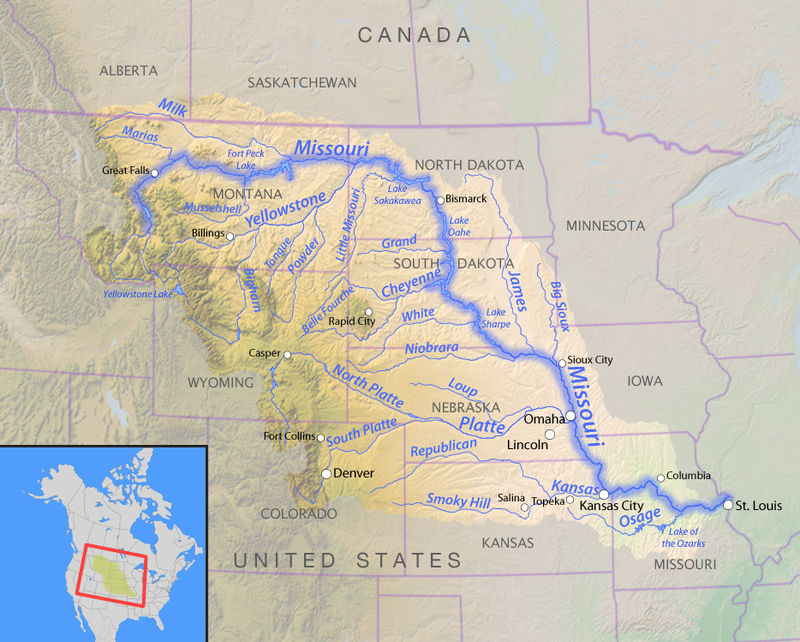 CANADA
ALBERTA
SASKATCHEWAN
Milk
Marias
Missouri
Fort Peck
Lake
Great Falls
NORTH DAKOTA
MONTANA
Lake
Sakakawea
Bismarck
Musselshell
Yellowstone
Little Missouri
Lake
Oahe
MINNESOTA
Billings
Tongue
Powder
Grand
SOUTH DAKOTA
Bighorn
Cheyenne
James
Big Sioux
Yellowstone Lake
Belle Fourche
Rapid City
White
Lake
Sharpe
Niobrara
Casper
Sioux City
WYOMING
North Platte
Loup
Missouri
IOWA
NEBRASKA
Omaha
Platte
Fort Collins
South Platte
Lincoln
Republican
Denver
Columbia
Kansas
Smoky Hill
Salina
Topeka
Kansas City
St. Louis
COLORADO
Osage
Lake of
the Ozarks
KANSAS
UNITED STATES
MISSOURI